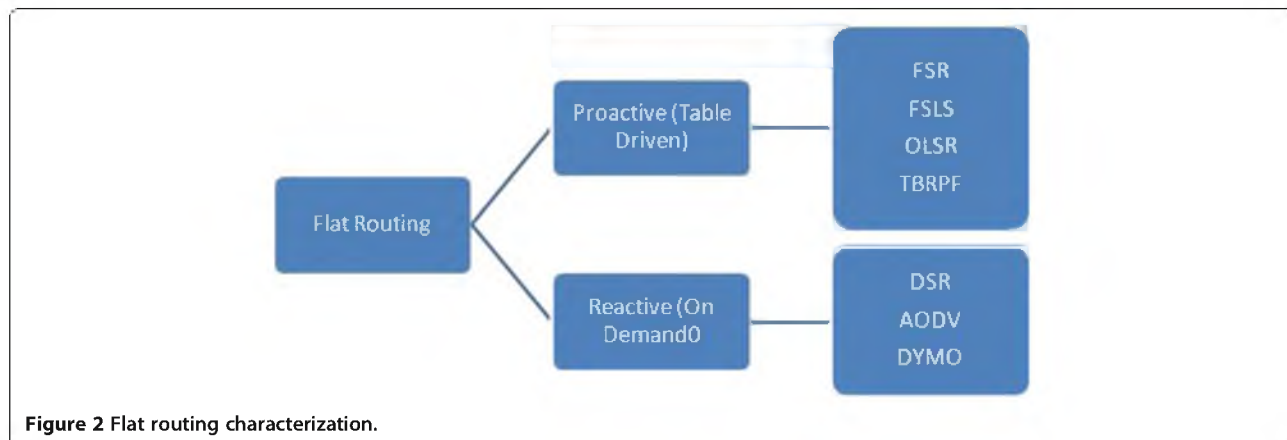 Flat Routing
Proactive (Table
Driven)
FSR
FSLS
OLSR
TBRPF
Reactive (On
Demand0
DSR
AODV
DYMO
Figure 2 Flat routing characterization.